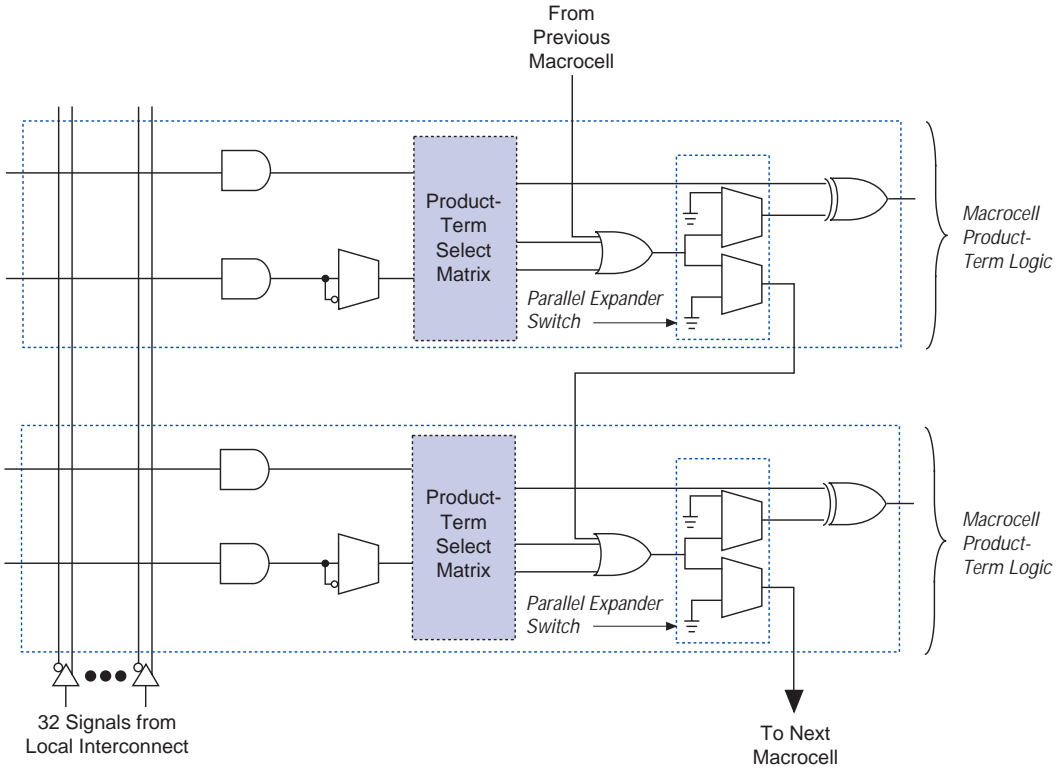 From
Previous
Macrocell
Product-
Term
Select
Matrix
Parallel Expander
Switch
Macrocell
Product-
Term Logic
Product-
Term
Select
Matrix
Parallel Expander
Switch
Macrocell
Product-
Term Logic
32 Signals from
Local Interconnect
To Next
Macrocell